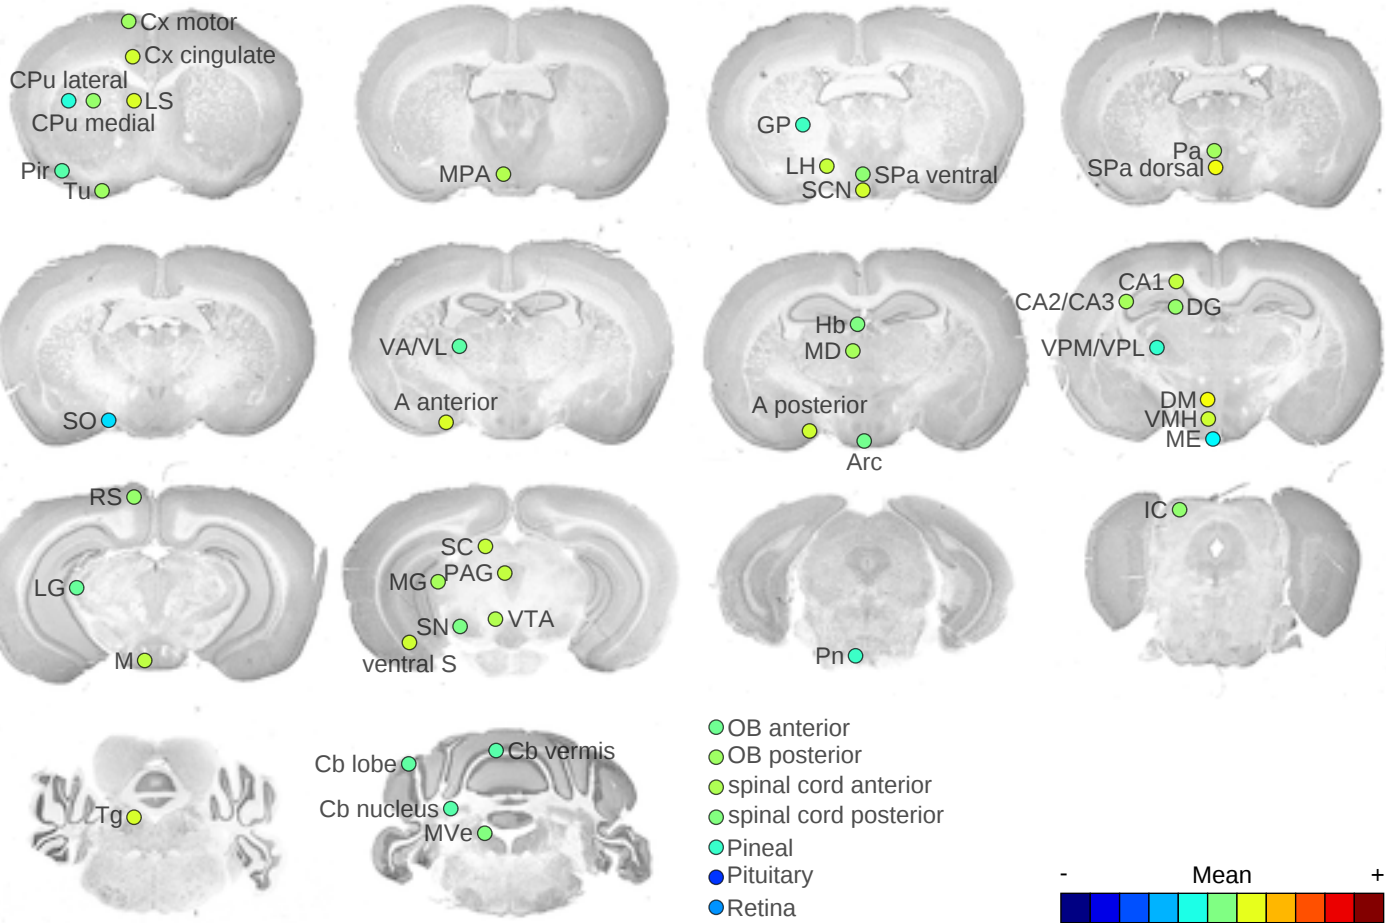 Cx motor
Cx cingulate
CPu lateral
LS
CPu medial
Pir
Tu
MPA
GP
LH
SPa ventral
SCN
Pa
SPa dorsal
SO
VA/VL
A anterior
Hb
MD
A posterior
Arc
CA1
CA2/CA3
DG
VPM/VPL
DM
VMH
ME
RS
LG
M
SC
PAG
MG
VTA
SN
ventral S
Pn
IC
Tg
Cb vermis
Cb lobe
Cb nucleus
MVe
OB anterior
OB posterior
spinal cord anterior
spinal cord posterior
Pineal
Pituitary
Retina
- Mean +